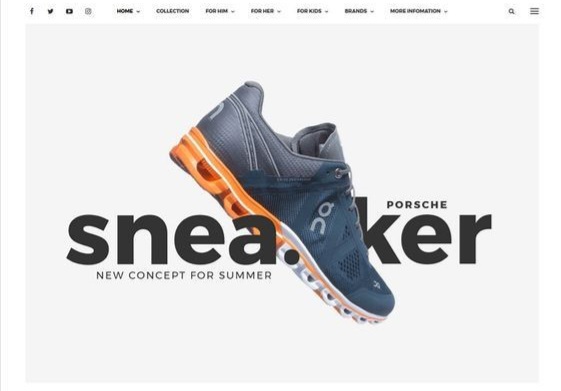 HOME COLLECTION FOR HIM FOR HER FOR KIDS BRANDS MORE INFOMATION
PORSCHE
snea.ker
NEW CONCEPT FOR SUMMER